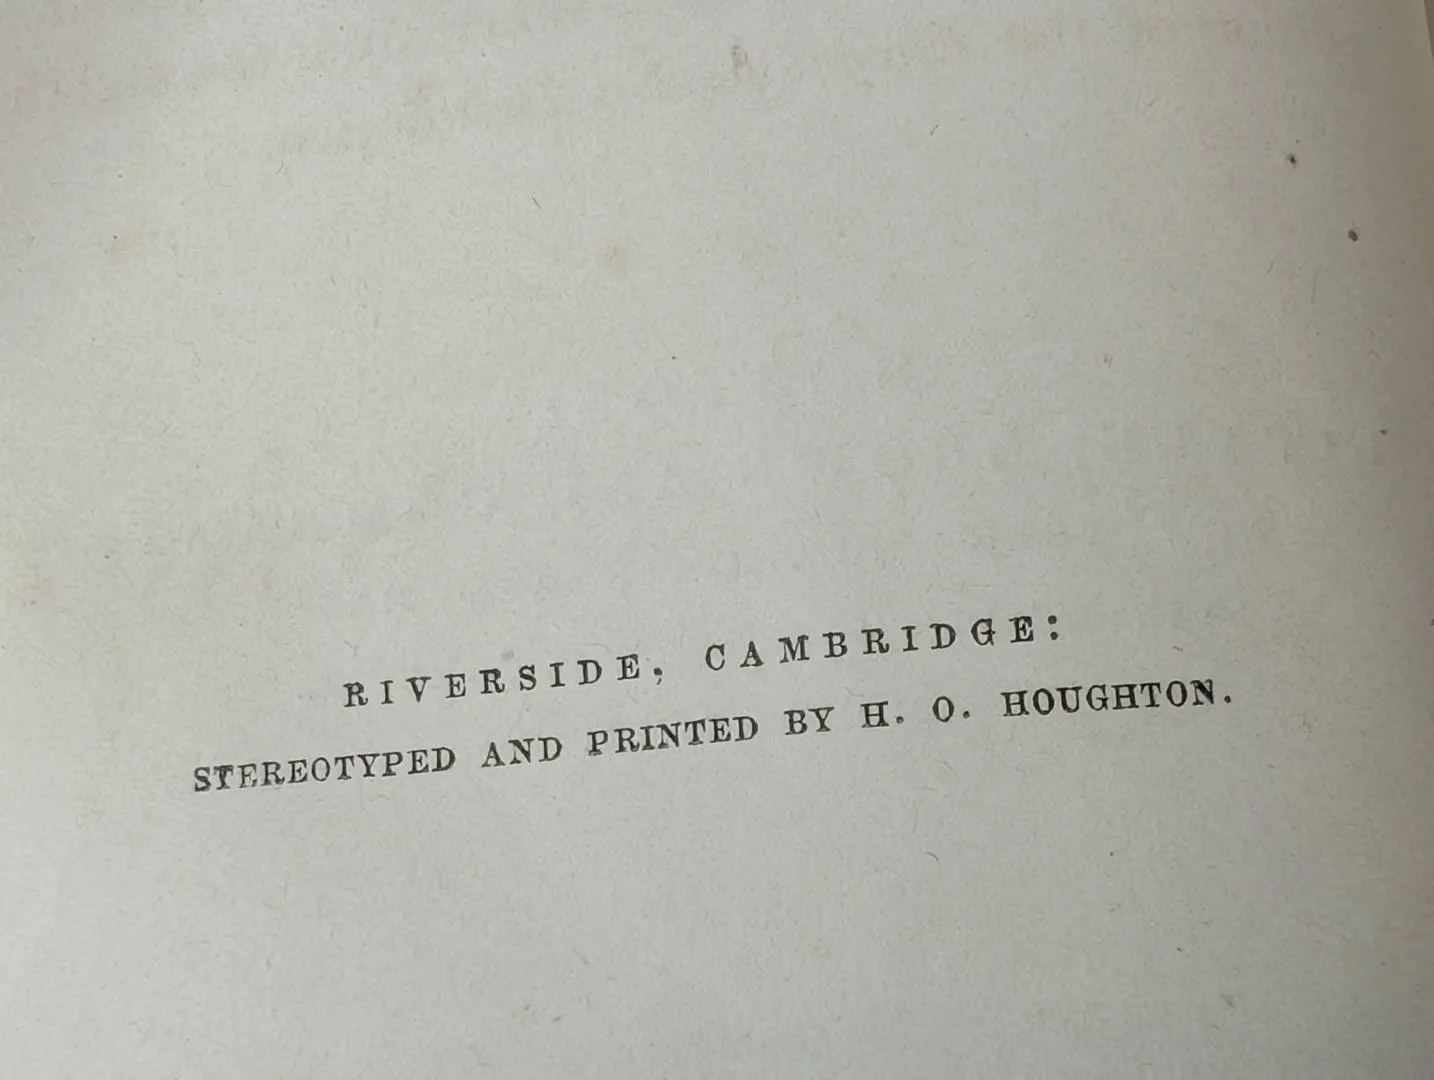 RIVERSIDE, CAMBRIDGE:
STEREOTYPED AND PRINTED BY H. O. HOUGHTON.